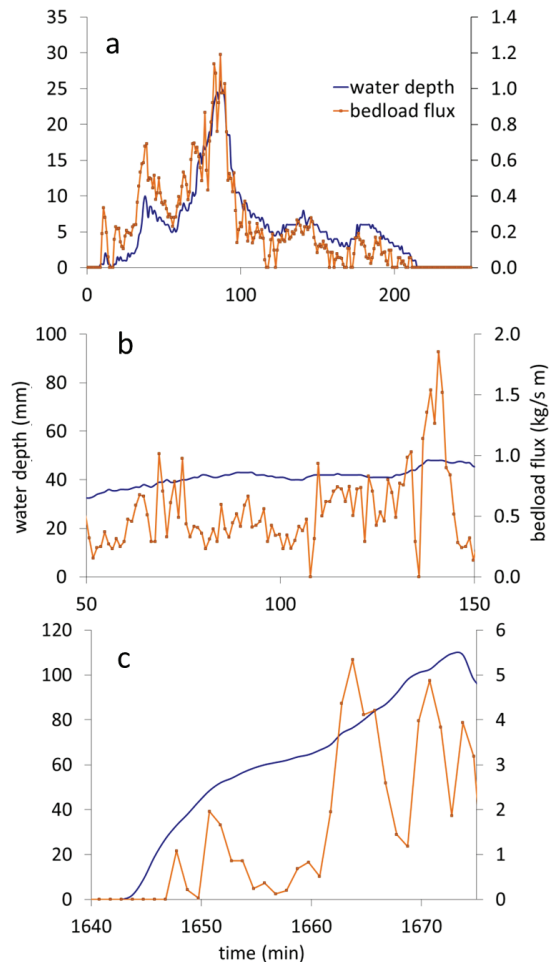 35 1.4
a
30 1.2
water depth
25 1.0
bedload flux
20 0.8
15 0.6
10 0.4
5 0.2
0 0.0
0 100 200
100 2.0
b
80 1.5
60
1.0
40
0.5
20
0 0.0
50 100 150
water depth (mm)
bedload flux (kg/s m)
120 6
c
100 5
80 4
60 3
40 2
20 1
0 0
1640 1650 1660 1670
time (min)